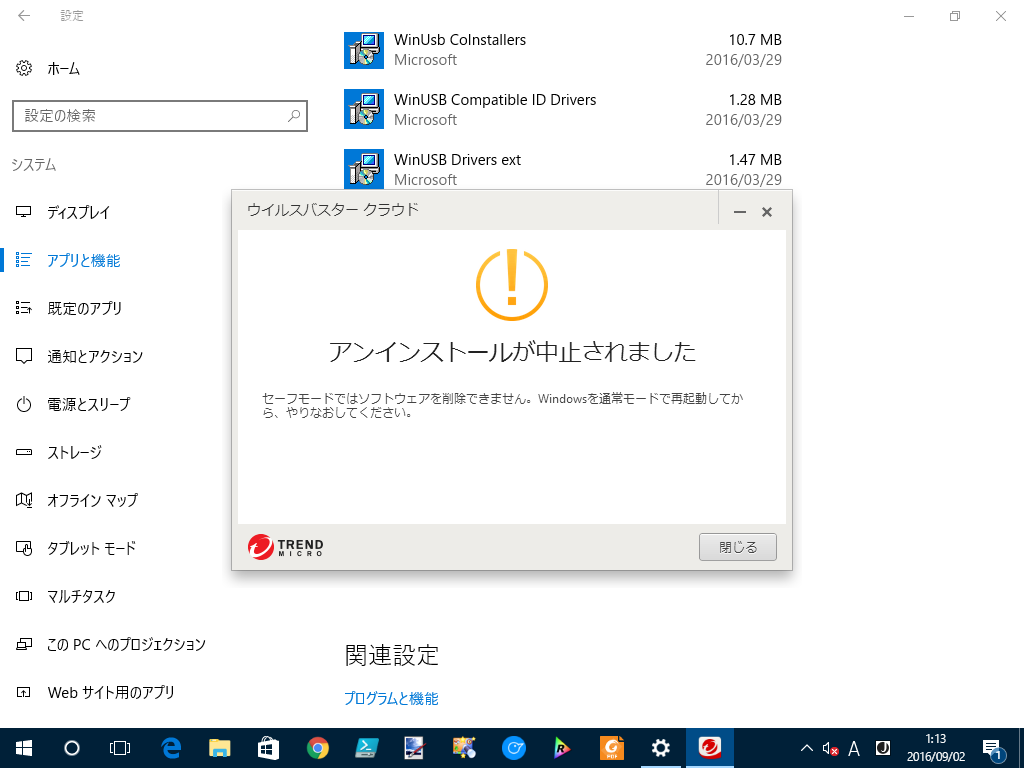 設定
ホーム
設定の検索
システム
ディスプレイ
アプリと機能
既定のアプリ
通知とアクション
電源とスリープ
ストレージ
オフライン マップ
タブレット モード
マルチタスク
この PC へのプロジェクション
Web サイト用のアプリ
WinUsb CoInstallers 10.7 MB
Microsoft 2016/03/29
WinUSB Compatible ID Drivers 1.28 MB
Microsoft 2016/03/29
WinUSB Drivers ext 1.47 MB
Microsoft 2016/03/29
ウイルスバスター クラウド
アンインストールが中止されました
セーフモードではソフトウェアを削除できません。Windowsを通常モードで再起動してか
ら、やりなおしてください。
TREND
MICRO
閉じる
関連設定
プログラムと機能
PDF
A
J
1:13
2016/09/02
1